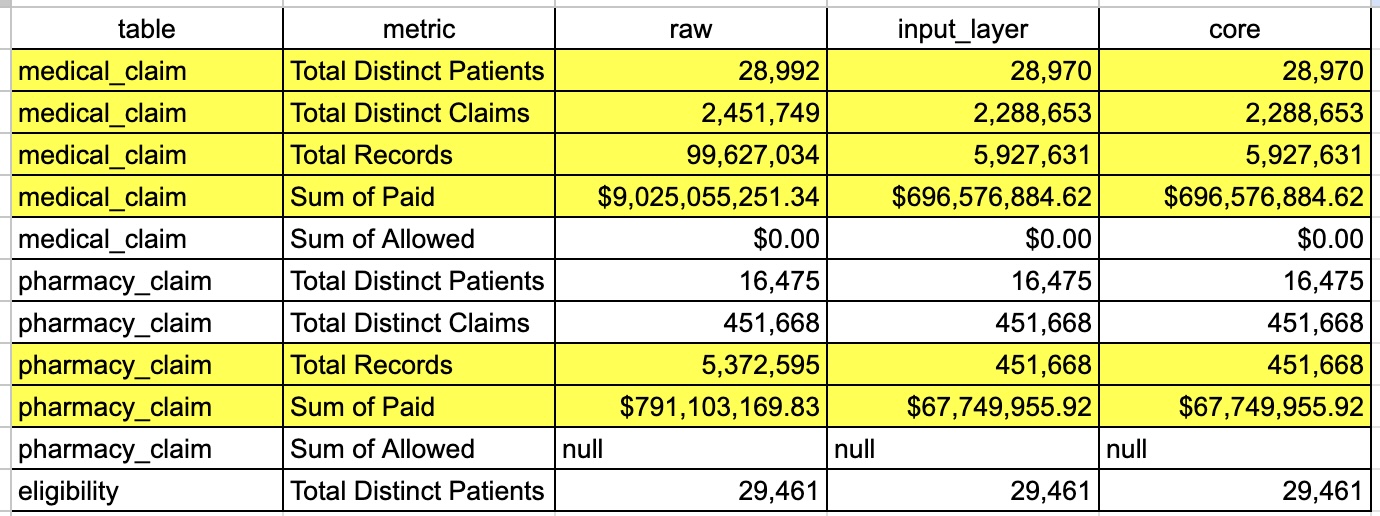 table metric raw input_layer core
medical_claim Total Distinct Patients 28,992 28,970 28,970
medical_claim Total Distinct Claims 2,451,749 2,288,653 2,288,653
medical_claim Total Records 99,627,034 5,927,631 5,927,631
medical_claim Sum of Paid $9,025,055,251.34 $696,576,884.62 $696,576,884.62
medical_claim Sum of Allowed $0.00 $0.00 $0.00
pharmacy_claim Total Distinct Patients 16,475 16,475 16,475
pharmacy_claim Total Distinct Claims 451,668 451,668 451,668
pharmacy_claim Total Records 5,372,595 451,668 451,668
pharmacy_claim Sum of Paid $791,103,169.83 $67,749,955.92 $67,749,955.92
pharmacy_claim Sum of Allowed null null null
eligibility Total Distinct Patients 29,461 29,461 29,461